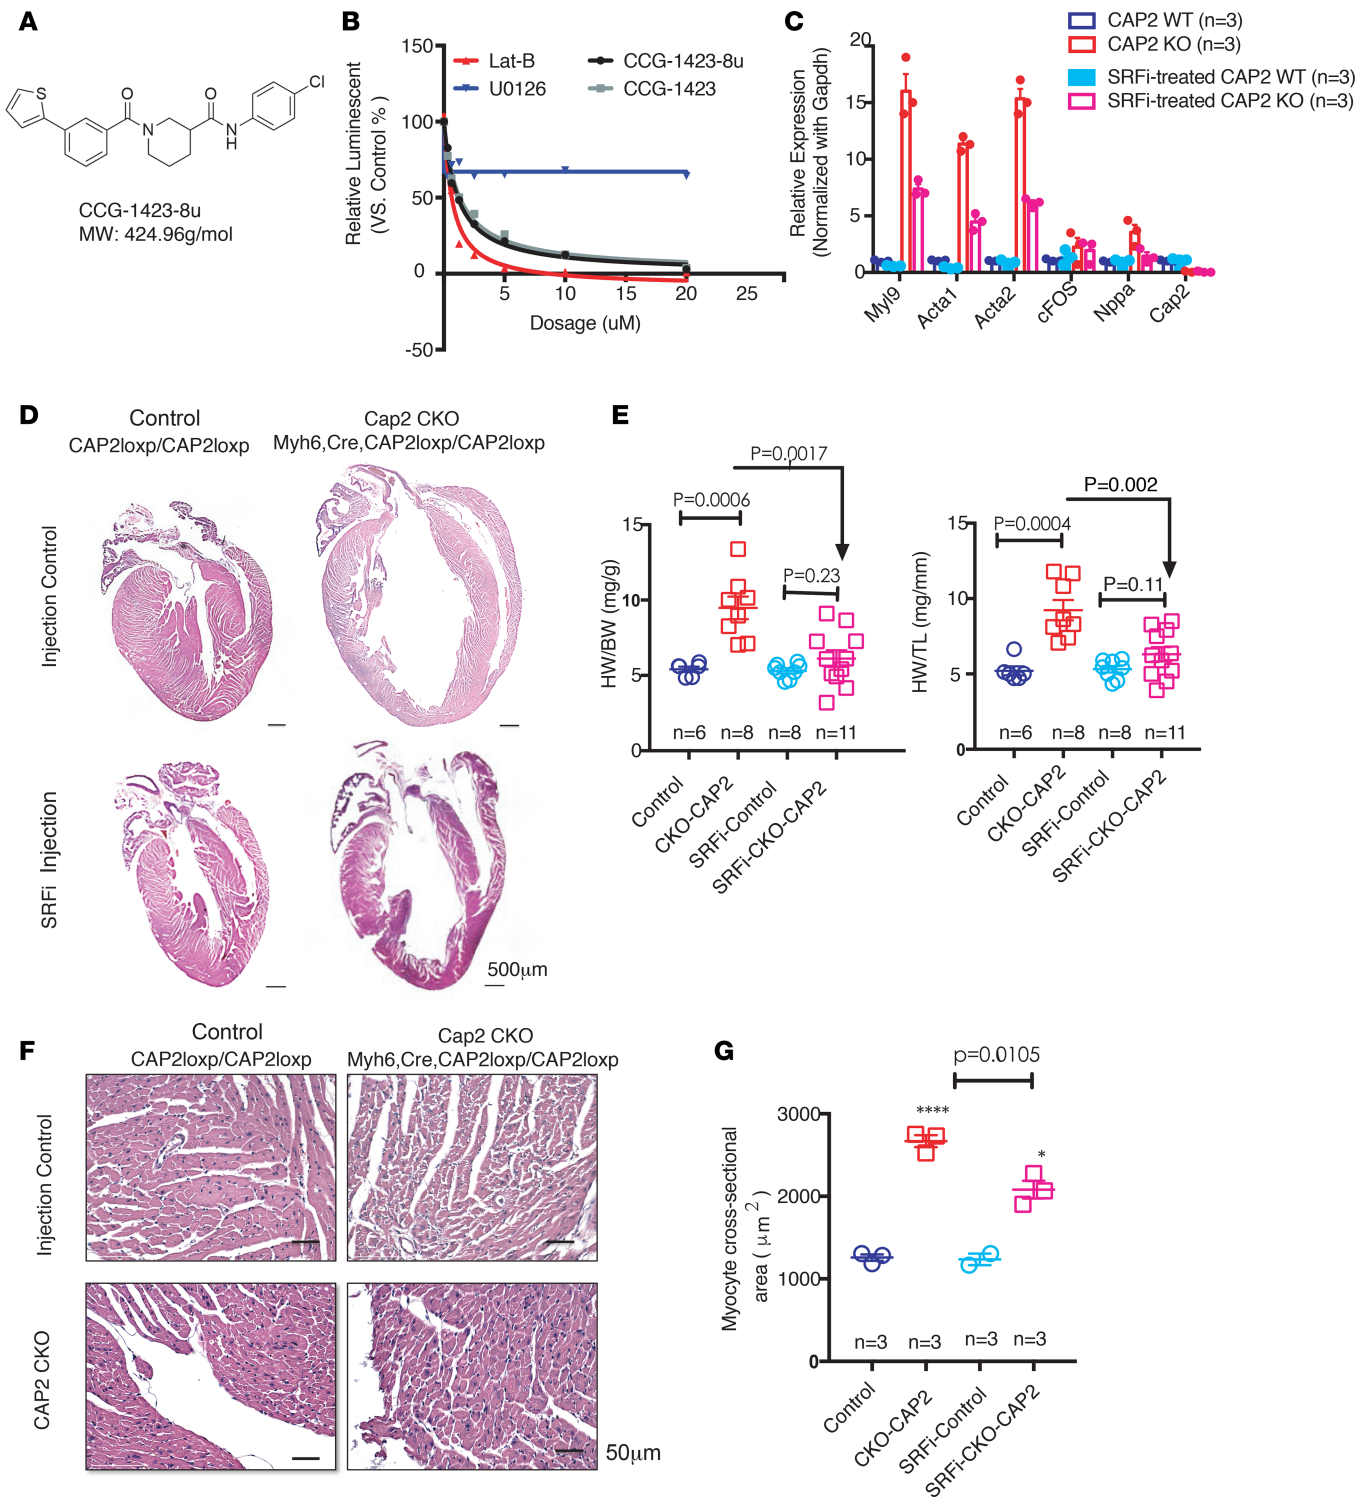 A
S
O
N
O
N
H
Cl
CCG-1423-8u
MW: 424.96g/mol
B
Relative Luminescent
(VS. Control %)
150
100
50
0
-50
Lat-B
U0126
CCG-1423-8u
CCG-1423
5
10
15
20
25
Dosage (uM)
C
CAP2 WT (n=3)
CAP2 KO (n=3)
SRFi-treated CAP2 WT (n=3)
SRFi-treated CAP2 KO (n=3)
Relative Expression
(Normalized with Gapdh)
20
15
10
5
0
Myl9
Acta1
Acta2
cFOS
Nppa
Cap2
D
Control
CAP2loxp/CAP2loxp
Cap2 CKO
Myh6,Cre,CAP2loxp/CAP2loxp
Injection Control
SRFi Injection
500μm
E
P=0.0017
P=0.0006
P=0.23
HW/BW (mg/g)
15
10
5
0
n=6
n=8
n=8
n=11
Control
CKO-CAP2
SRFi-Control
SRFi-CKO-CAP2
P=0.002
P=0.0004
P=0.11
HW/TL (mg/mm)
15
10
5
0
n=6
n=8
n=8
n=11
Control
CKO-CAP2
SRFi-Control
SRFi-CKO-CAP2
F
Control
CAP2loxp/CAP2loxp
Cap2 CKO
Myh6,Cre,CAP2loxp/CAP2loxp
Injection Control
CAP2 CKO
50μm
G
p=0.0105
****
*
Myocyte cross-sectional
area ( μm 2 )
3000
2000
1000
0
n=3
n=3
n=3
n=3
Control
CKO-CAP2
SRFi-Control
SRFi-CKO-CAP2